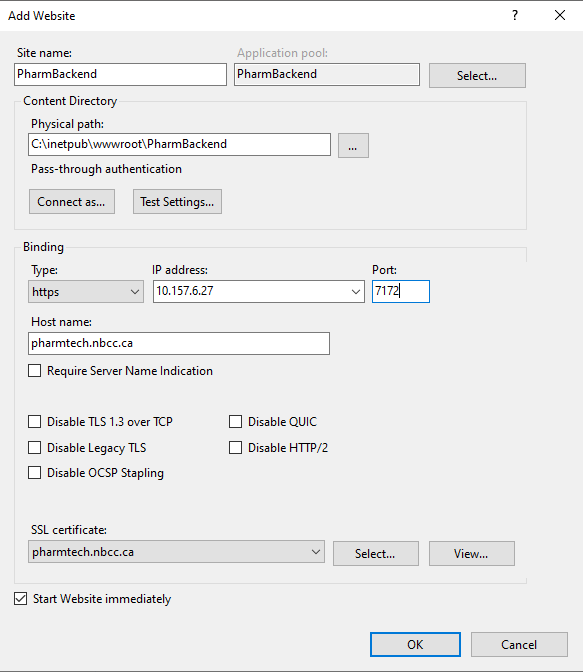 Add Website
?
Site name:
Application pool:
PharmBackend
PharmBackend
Select...
Content Directory
Physical path:
C:\inetpub\wwwroot\PharmBackend
...
Pass-through authentication
Connect as...
Test Settings...
Binding
Type:
IP address:
Port:
https
10.157.6.27
7172
Host name:
pharmtech.nbcc.ca
Require Server Name Indication
Disable TLS 1.3 over TCP
Disable QUIC
Disable Legacy TLS
Disable HTTP/2
Disable OCSP Stapling
SSL certificate:
pharmtech.nbcc.ca
Select...
View...
Start Website immediately
OK
Cancel